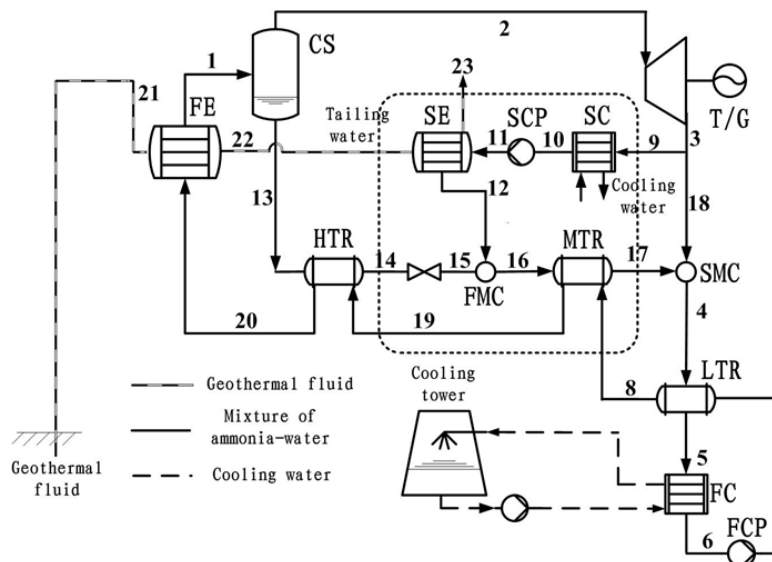 2
CS
1
23
21
FE
SE
SCP
SC
T/G
22
Tailing
water
11
10
9
3
12
Cooling
water
13
18
HTR
MTR
14
15
16
17
FMC
SMC
20
19
4
Cooling
tower
8
LTR
Geothermal fluid
Mixture of
ammonia-water
Cooling water
5
FC
Geothermal
fluid
6
FCP